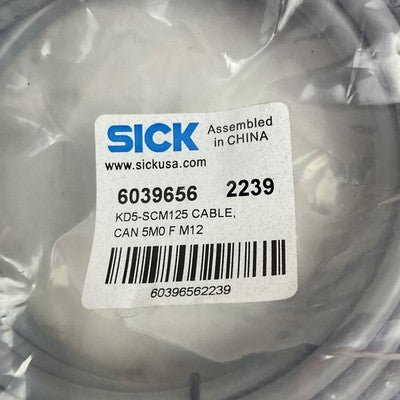 SICK Assembled in CHINA
www.sickusa.com
6039656 2239
KD5-SCM125 CABLE,
CAN 5M0 F M12
60396562239